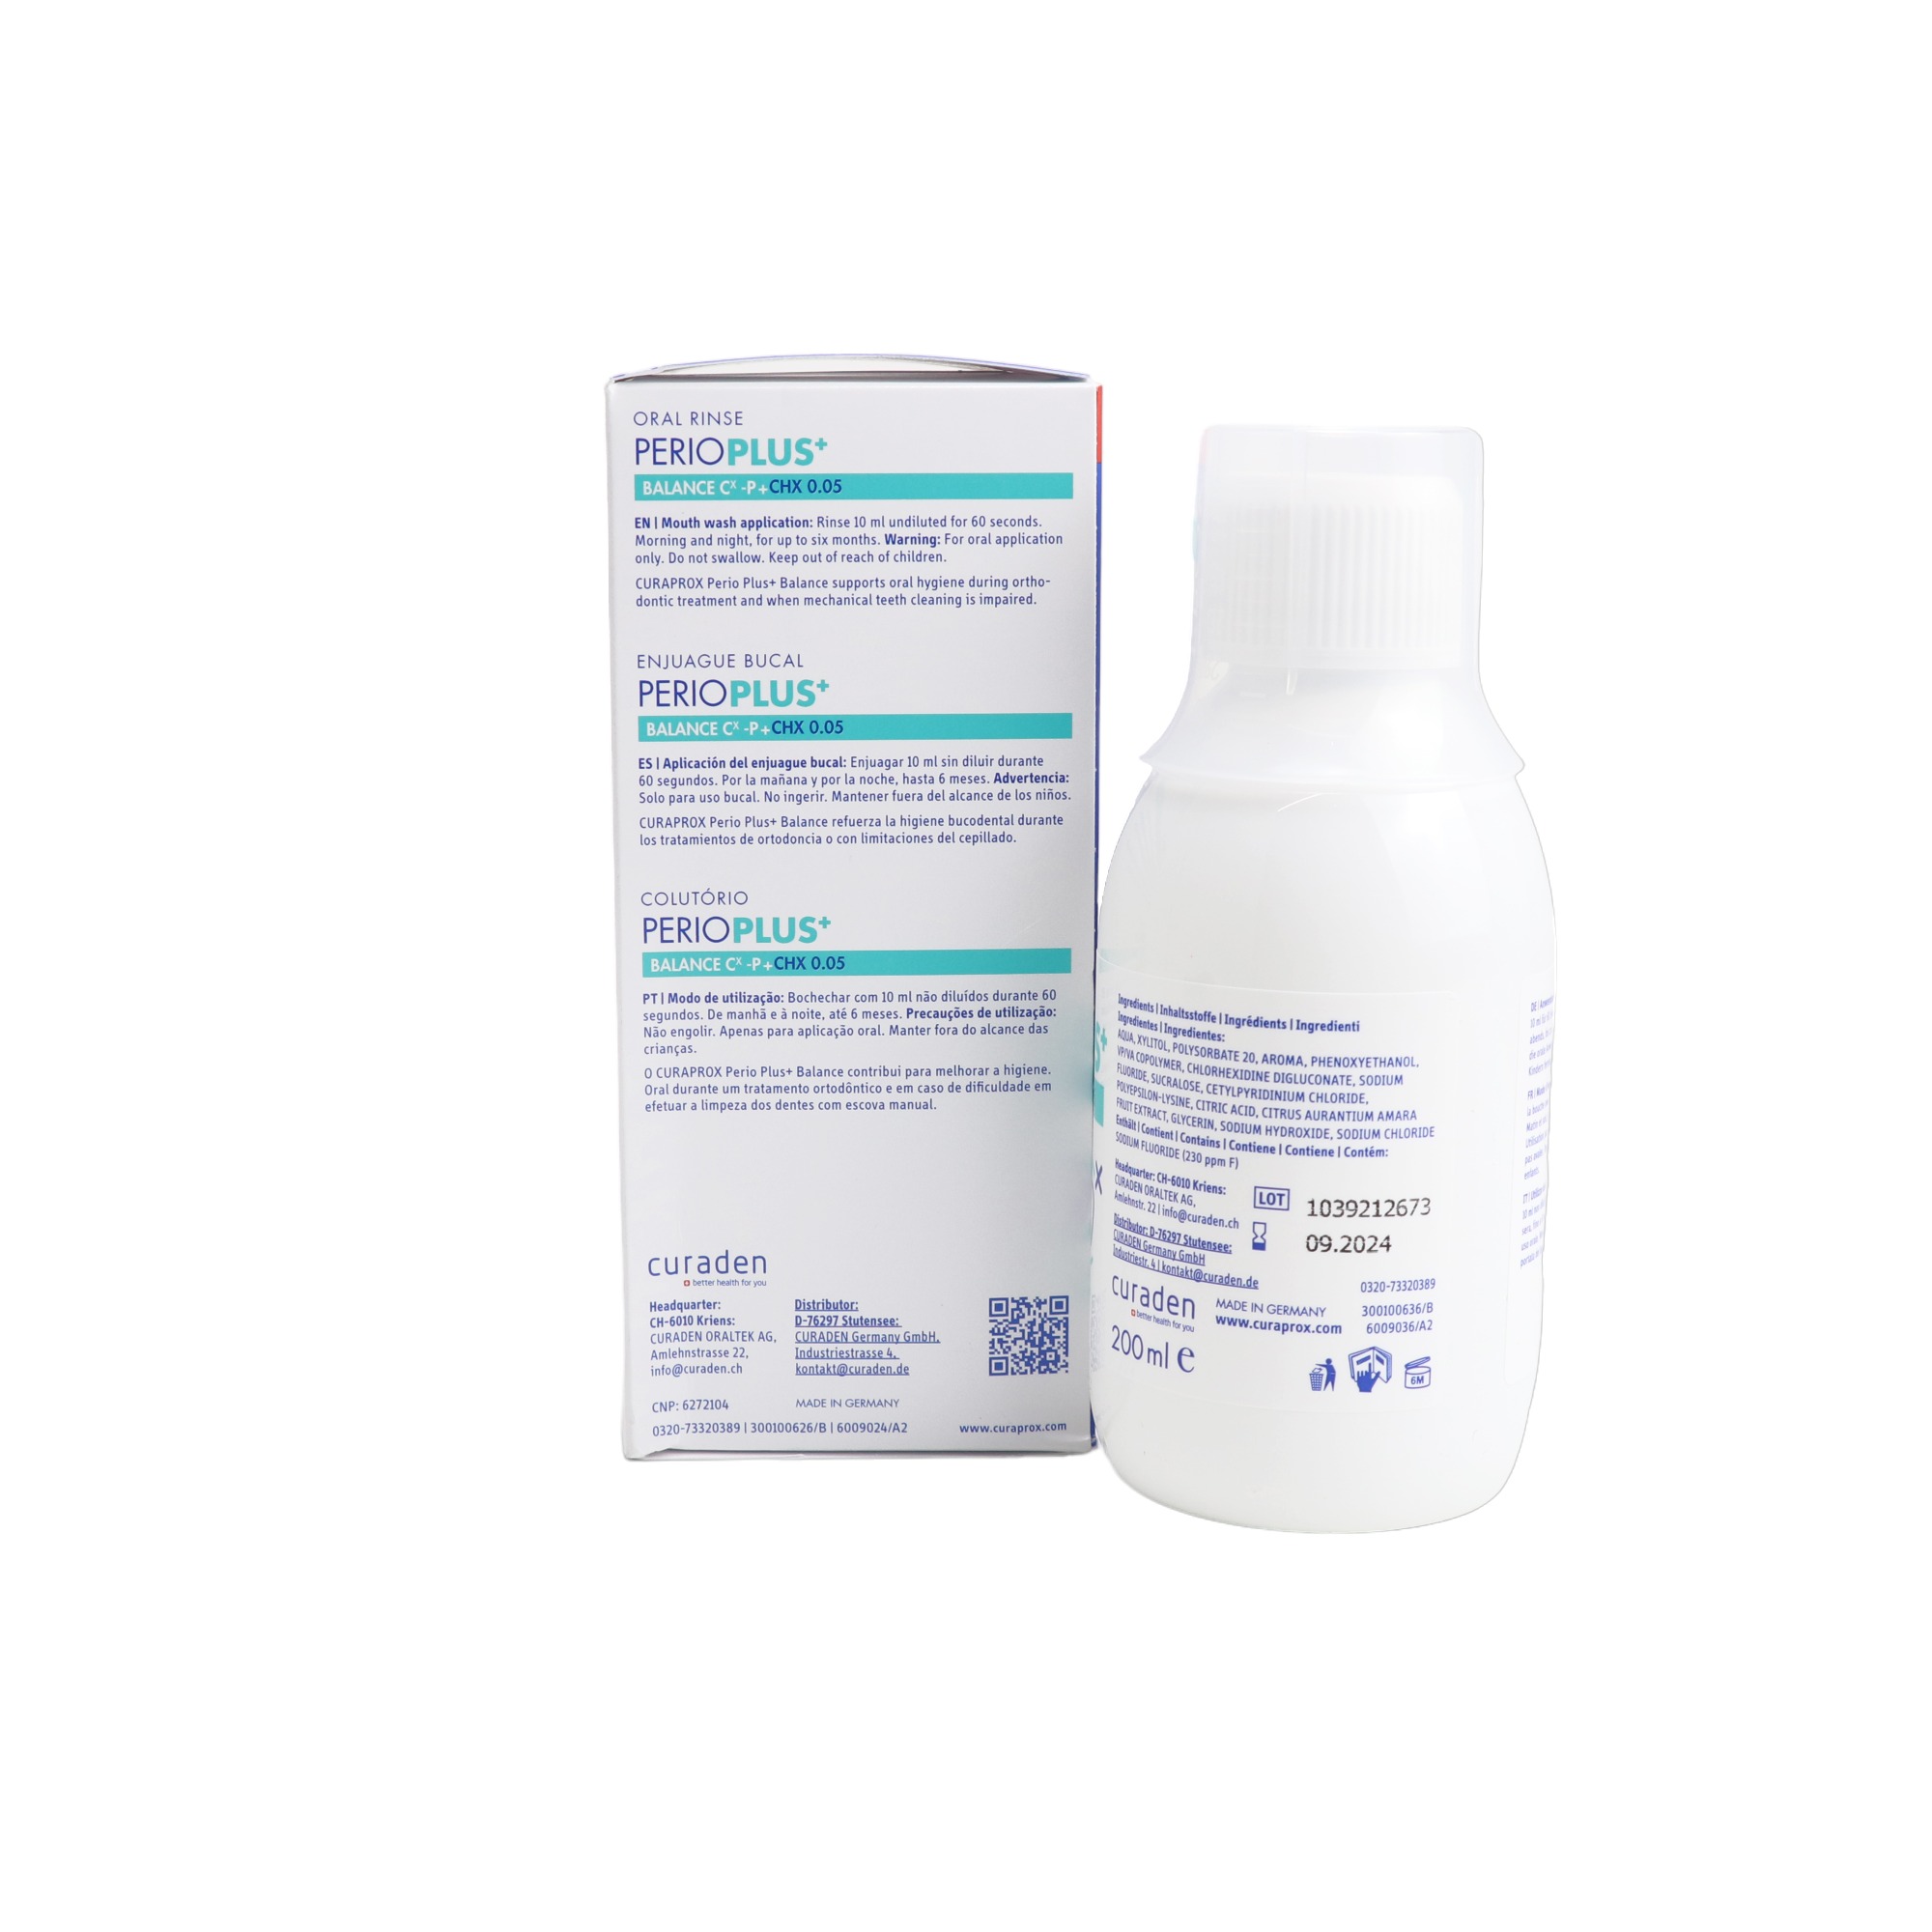 ORAL RINSE
PERIOPLUS+
BALANCE Cˣ -P+CHX 0.05
EN | Mouth wash application: Rinse 10 ml undiluted for 60 seconds.
Morning and night, for up to six months. Warning: For oral application
only. Do not swallow. Keep out of reach of children.
CURAPROX Perio Plus+ Balance supports oral hygiene during ortho-
dontic treatment and when mechanical teeth cleaning is impaired.
ENJUAGUE BUCAL
PERIOPLUS+
BALANCE Cˣ -P+CHX 0.05
ES | Aplicación del enjuague bucal: Enjuagar 10 ml sin diluir durante
60 segundos. Por la mañana y por la noche, hasta 6 meses. Advertencia:
Solo para uso bucal. No ingerir. Mantener fuera del alcance de los niños.
CURAPROX Perio Plus+ Balance refuerza la higiene bucodental durante
los tratamientos de ortodoncia o con limitaciones del cepillado.
COLUTÓRIO
PERIOPLUS+
BALANCE Cˣ -P+CHX 0.05
PT | Modo de utilização: Bochechar com 10 ml não diluídos durante 60
segundos. De manhã e à noite, até 6 meses. Precauções de utilização:
Não engolir. Apenas para aplicação oral. Manter fora do alcance das
crianças.
O CURAPROX Perio Plus+ Balance contribui para melhorar a higiene.
Oral durante um tratamento ortodôntico e em caso de dificuldade em
efetuar a limpeza dos dentes com escova manual.
curaden
better health for you
Headquarter:
CH-6010 Kriens:
CURADEN ORALTEK AG,
Amlehnstrasse 22,
info@curaden.ch
Distributor:
D-76297 Stutensee:
CURADEN Germany GmbH,
Industriestrasse 4,
kontakt@curaden.de
CNP: 6272104
MADE IN GERMANY
0320-73320389 | 300100626/B | 6009024/A2
www.curaprox.com
Ingredients | Inhaltsstoffe | Ingrédients | Ingredienti
Ingredientes | Ingredientes:
AQUA, XYLITOL, POLYSORBATE 20, AROMA, PHENOXYETHANOL,
VP/VA COPOLYMER, CHLORHEXIDINE DIGLUCONATE, SODIUM
FLUORIDE, SUCRALOSE, CETYLPYRIDINIUM CHLORIDE,
POLYEPSILON-LYSINE, CITRIC ACID, CITRUS AURANTIUM AMARA
FRUIT EXTRACT, GLYCERIN, SODIUM HYDROXIDE, SODIUM CHLORIDE
Enthält | Contient | Contains | Contiene | Contiene | Contém:
SODIUM FLUORIDE (230 ppm F)
Headquarter: CH-6010 Kriens:
CURADEN ORALTEK AG,
Amlehnstr. 22 | info@curaden.ch
Distributor: D-76297 Stutensee:
CURADEN Germany GmbH
Industriestr. 4 | kontakt@curaden.de
LOT 1039212673
09.2024
curaden
better health for you
200 ml e
MADE IN GERMANY
www.curaprox.com
0320-73320389
300100636/B
6009036/A2
6M